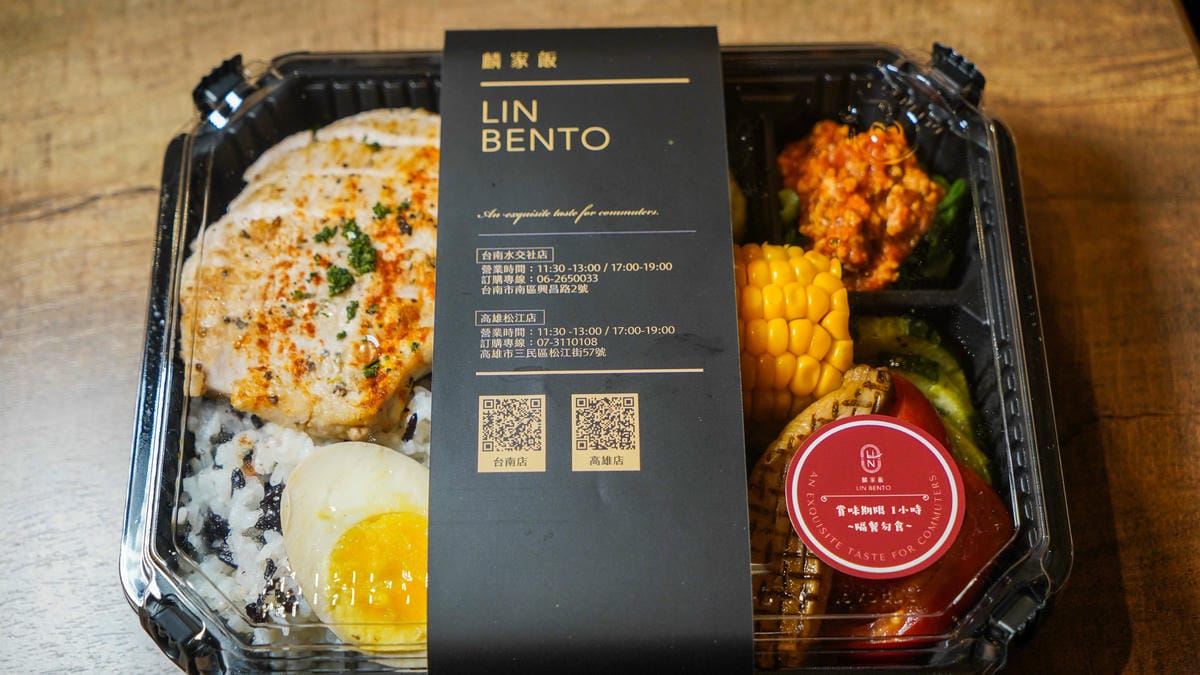 麟家飯
LIN
BENTO
An exquisite taste for commuters.
台南水交社店
營業時間：11:30 -13:00 / 17:00-19:00
訂購專線：06-2650033
台南市南區興昌路2號
高雄松江店
營業時間：11:30 -13:00 / 17:00-19:00
訂購專線：07-3110108
高雄市三民區松江街57號
台南店
高雄店
LIN
麟家飯
LIN BENTO
賞味期限 1小時
~隔餐勿食~
AN EXQUISITE TASTE FOR COMMUTERS.